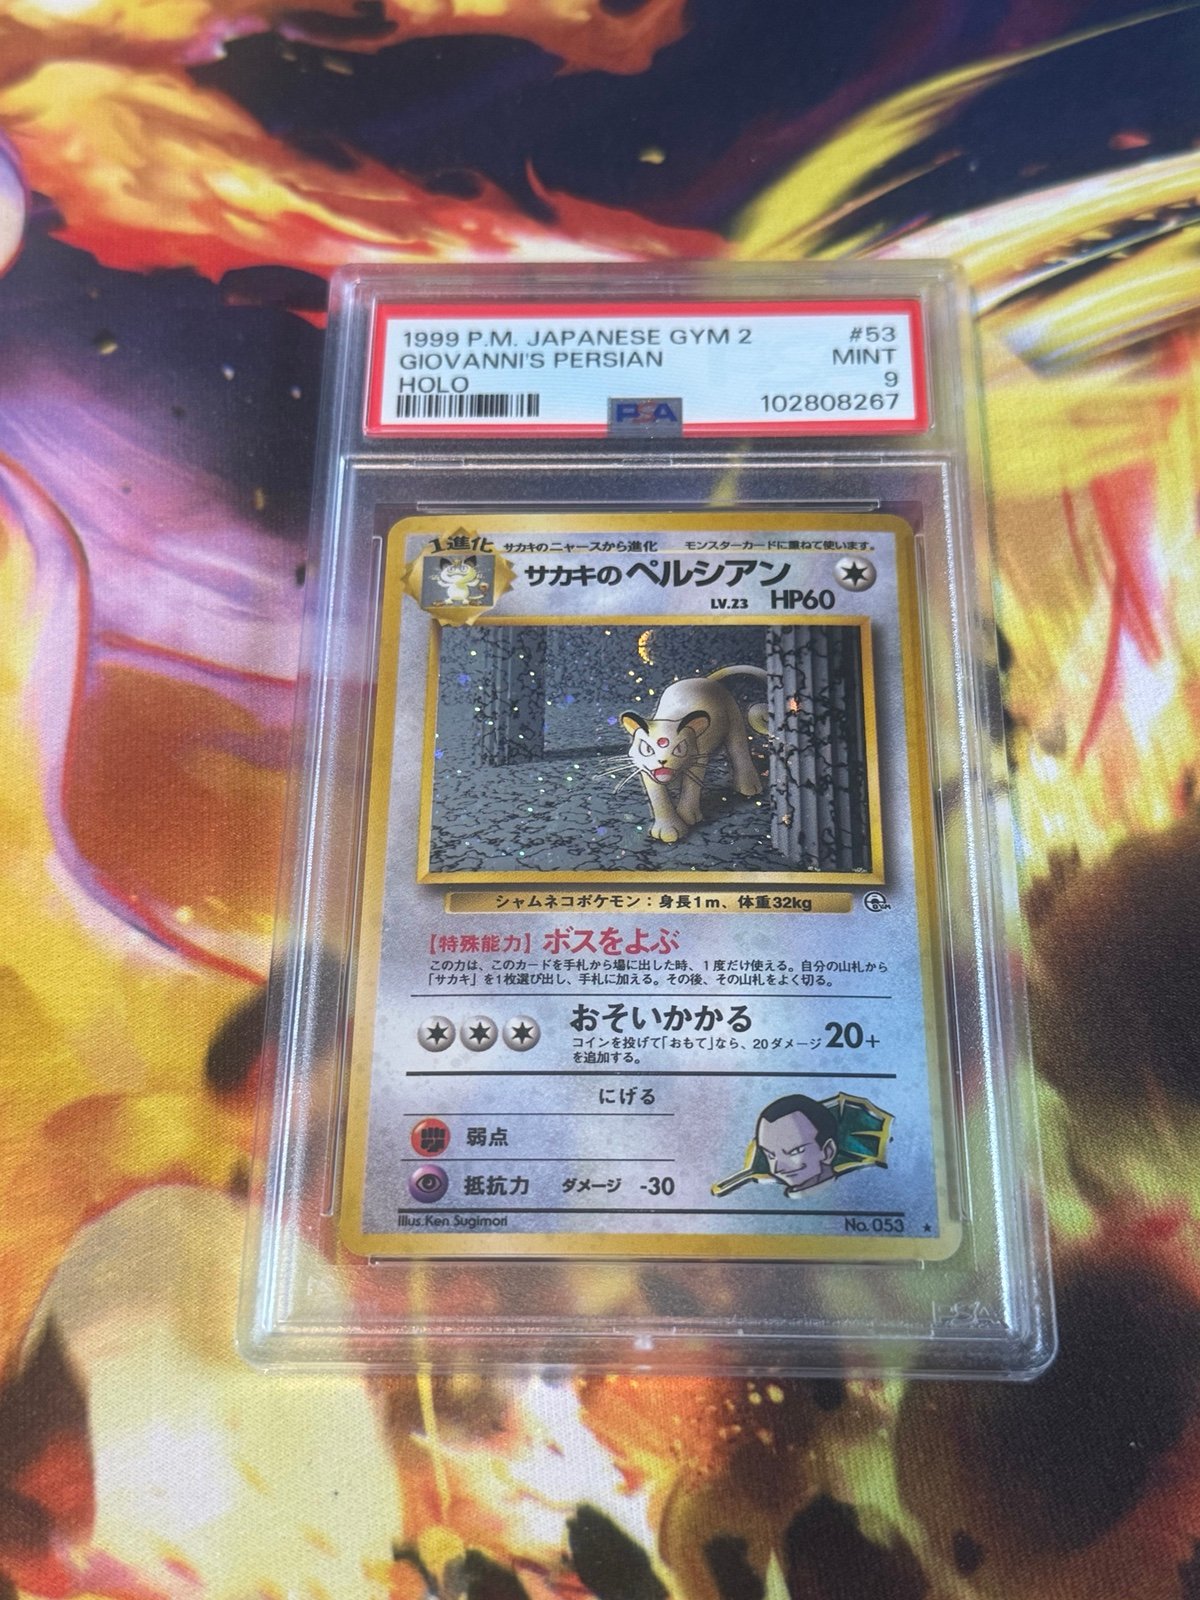 1999 P.M. JAPANESE GYM 2 #53
GIOVANNI'S PERSIAN MINT
HOLO 9
PSA 102808267
1進化 サカキのニャースから進化 モンスターカードに重ねて使います。
サカキのペルシアン
LV.23 HP60
シャムネコポケモン：身長1m、体重32kg
【特殊能力】ボスをよぶ
この力は、このカードを手札から場に出した時、1度だけ使える。自分の山札から
「サカキ」を1枚選び出し、手札に加える。その後、その山札をよく切る。
おそいかかる
コインを投げて「おもて」なら、20ダメージ 20+
を追加する。
にげる
弱点
抵抗力 ダメージ -30
Illus.Ken Sugimori No.053 ★
PSA